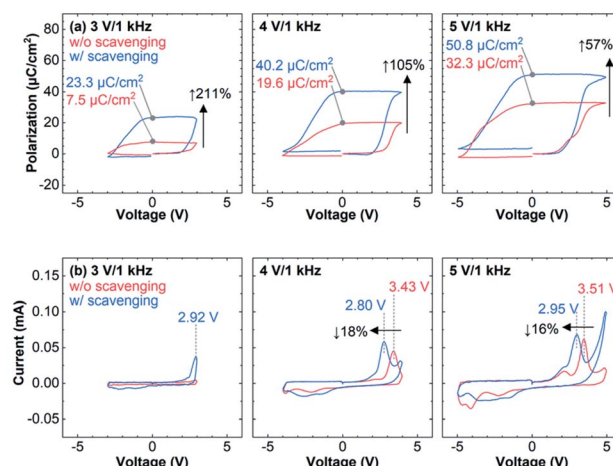 (a) 3 V/1 kHz
w/o scavenging
w/ scavenging
23.3 µC/cm²
7.5 µC/cm²
↑211%
4 V/1 kHz
40.2 µC/cm²
19.6 µC/cm²
↑105%
5 V/1 kHz
50.8 µC/cm²
32.3 µC/cm²
↑57%
Polarization (µC/cm²)
80
60
40
20
0
-20
-5 0 5
-5 0 5
-5 0 5
Voltage (V)
Voltage (V)
Voltage (V)
(b) 3 V/1 kHz
w/o scavenging
w/ scavenging
2.92 V
4 V/1 kHz
3.43 V
2.80 V
↓18%
5 V/1 kHz
3.51 V
2.95 V
↓16%
Current (mA)
0.15
0.10
0.05
0.00
-0.05
-5 0 5
-5 0 5
-5 0 5
Voltage (V)
Voltage (V)
Voltage (V)